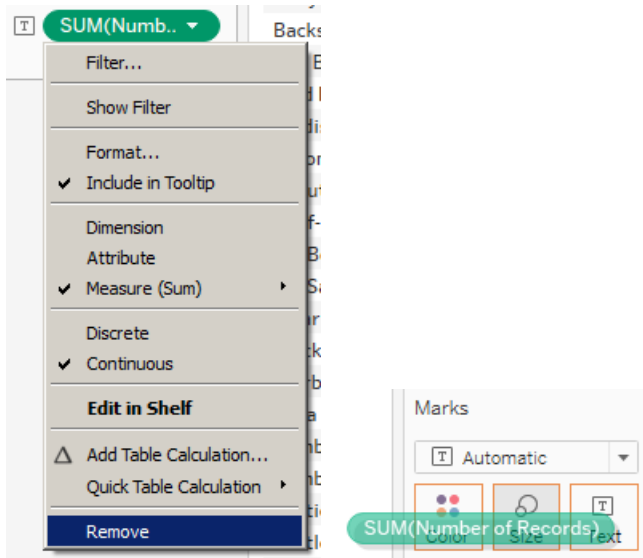 T SUM(Numb..
Backs
Filter...
Show Filter
Format...
Include in Tooltip
Dimension
Attribute
Measure (Sum)
Discrete
Continuous
Edit in Shelf
Add Table Calculation...
Quick Table Calculation
Remove
Marks
T Automatic
T
SUM(Number of Records)
Color Size Text